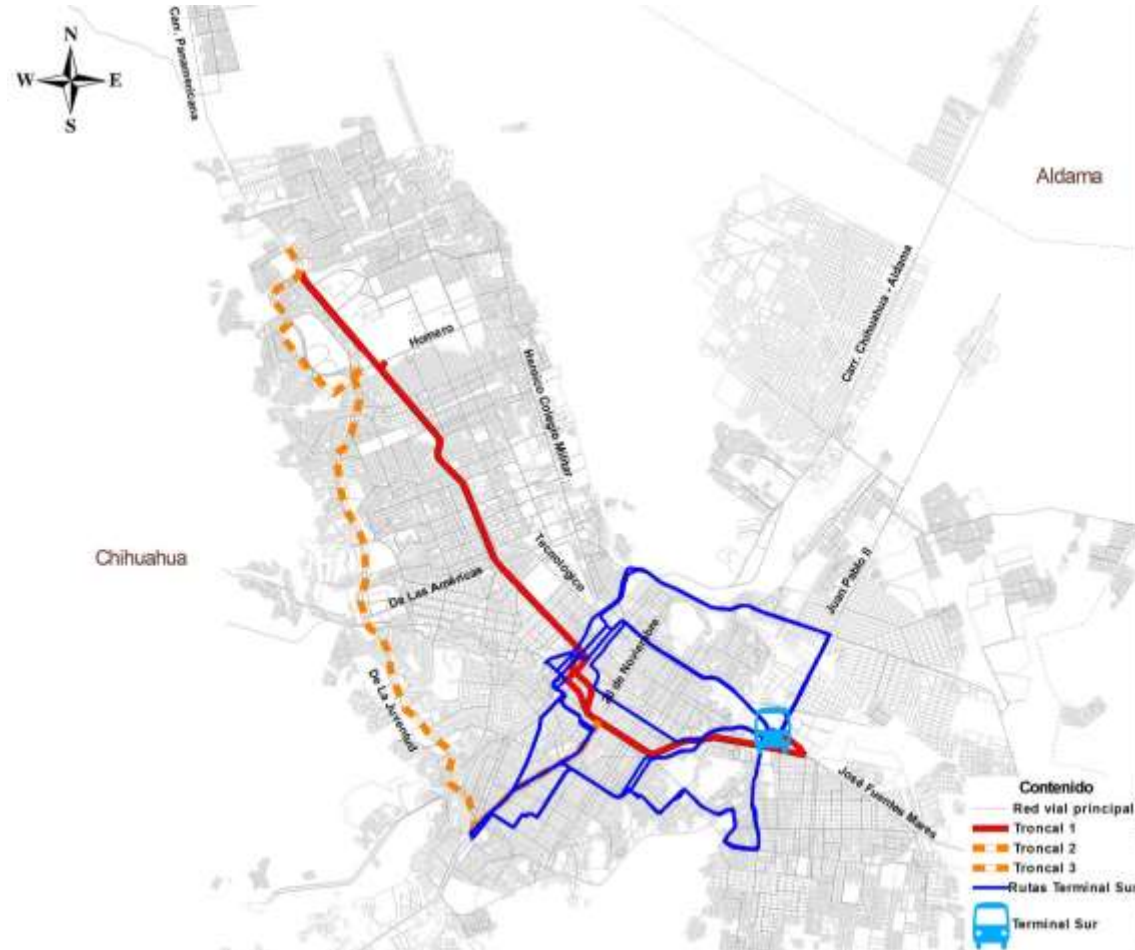 Carr. Panamericana
N
W E
S
Aldama
Carr. Chihuahua - Aldama
Homero
Heroico Colegio Militar
Tecnologico
Chihuahua
De Las Américas
Juan Pablo II
20 de Noviembre
De La Juventud
José Fuentes Mares
Contenido
Red vial principal
Troncal 1
Troncal 2
Troncal 3
Rutas Terminal Sur
Terminal Sur